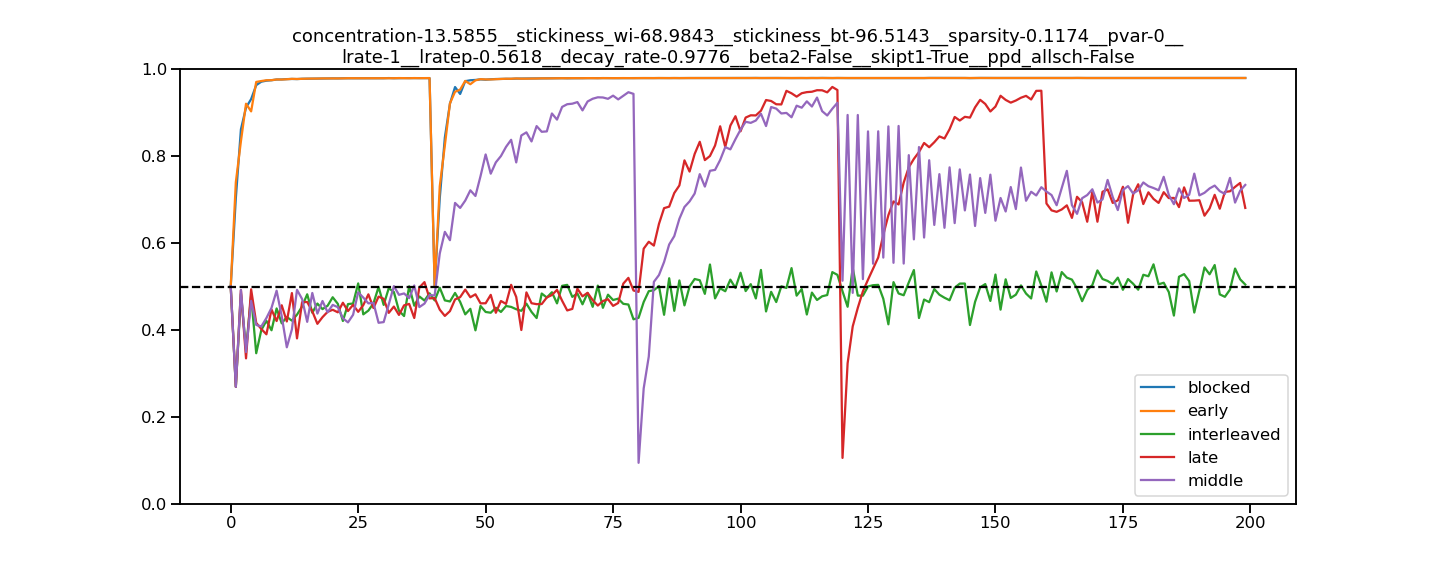 concentration-13.5855__stickiness_wi-68.9843__stickiness_bt-96.5143__sparsity-0.1174__pvar-0__
lrate-1__lratep-0.5618__decay_rate-0.9776__beta2-False__skipt1-True__ppd_allsch-False
1.0
0.8
0.6
0.4
0.2
0.0
0 25 50 75 100 125 150 175 200
blocked
early
interleaved
late
middle